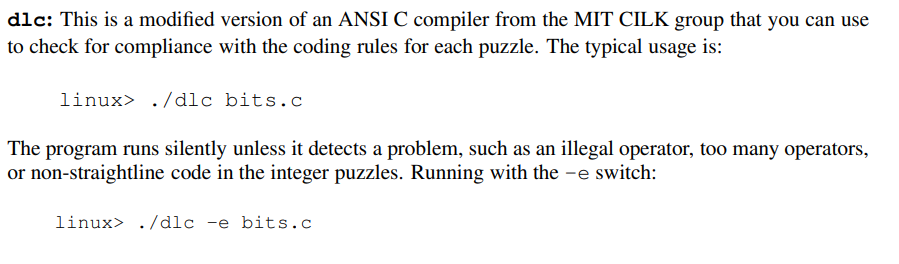 dlc: This is a modified version of an ANSI C compiler from the MIT CILK group that you can use
to check for compliance with the coding rules for each puzzle. The typical usage is:
linux> ./dlc bits.c
The program runs silently unless it detects a problem, such as an illegal operator, too many operators,
or non-straightline code in the integer puzzles. Running with the -e switch:
linux> ./dlc -e bits.c